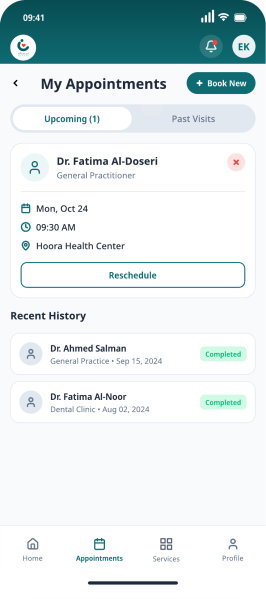 09:41
EK
My Appointments
+ Book New
Upcoming (1)
Past Visits
Dr. Fatima Al-Doseri
General Practitioner
Mon, Oct 24
09:30 AM
Hoora Health Center
Reschedule
Recent History
Dr. Ahmed Salman
General Practice • Sep 15, 2024
Completed
Dr. Fatima Al-Noor
Dental Clinic • Aug 02, 2024
Completed
Home
Appointments
Services
Profile